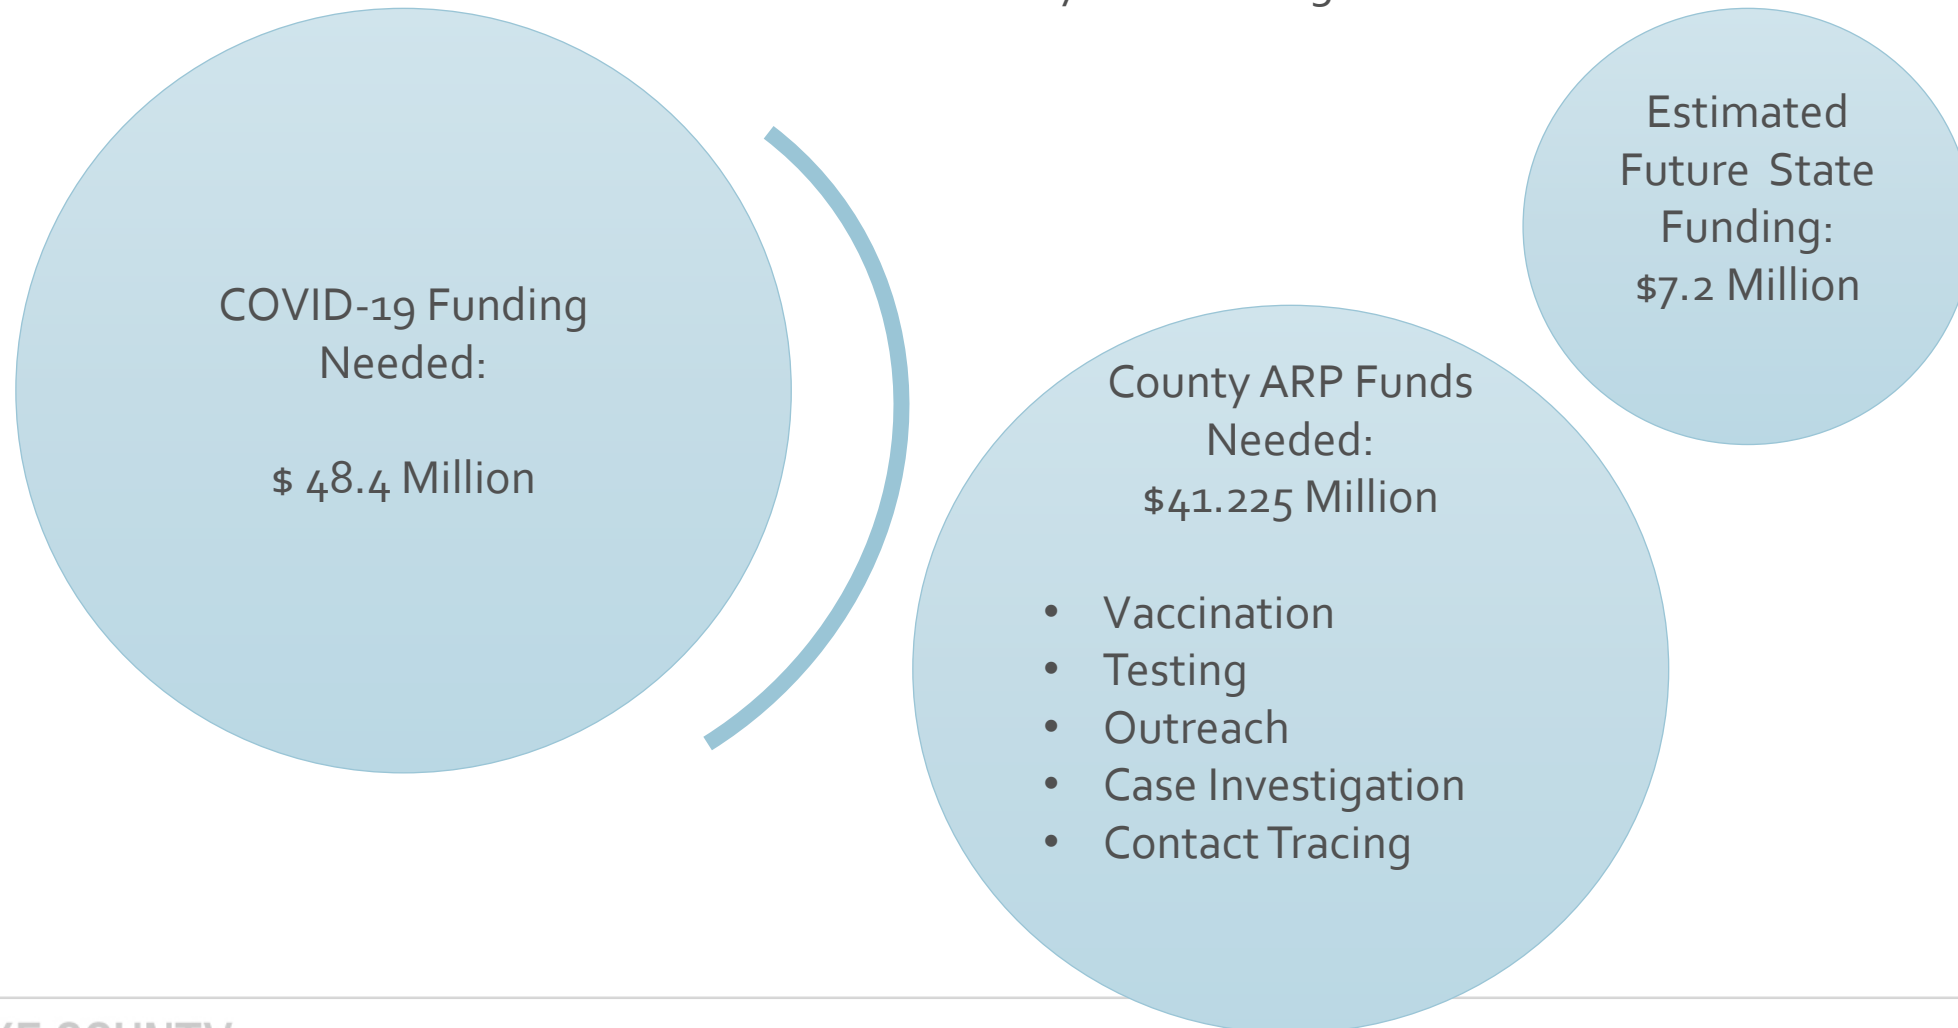 COVID-19 Funding
Needed:
$ 48.4 Million
Estimated
Future State
Funding:
$7.2 Million
County ARP Funds
Needed:
$41.225 Million
• Vaccination
• Testing
• Outreach
• Case Investigation
• Contact Tracing
COUNTY